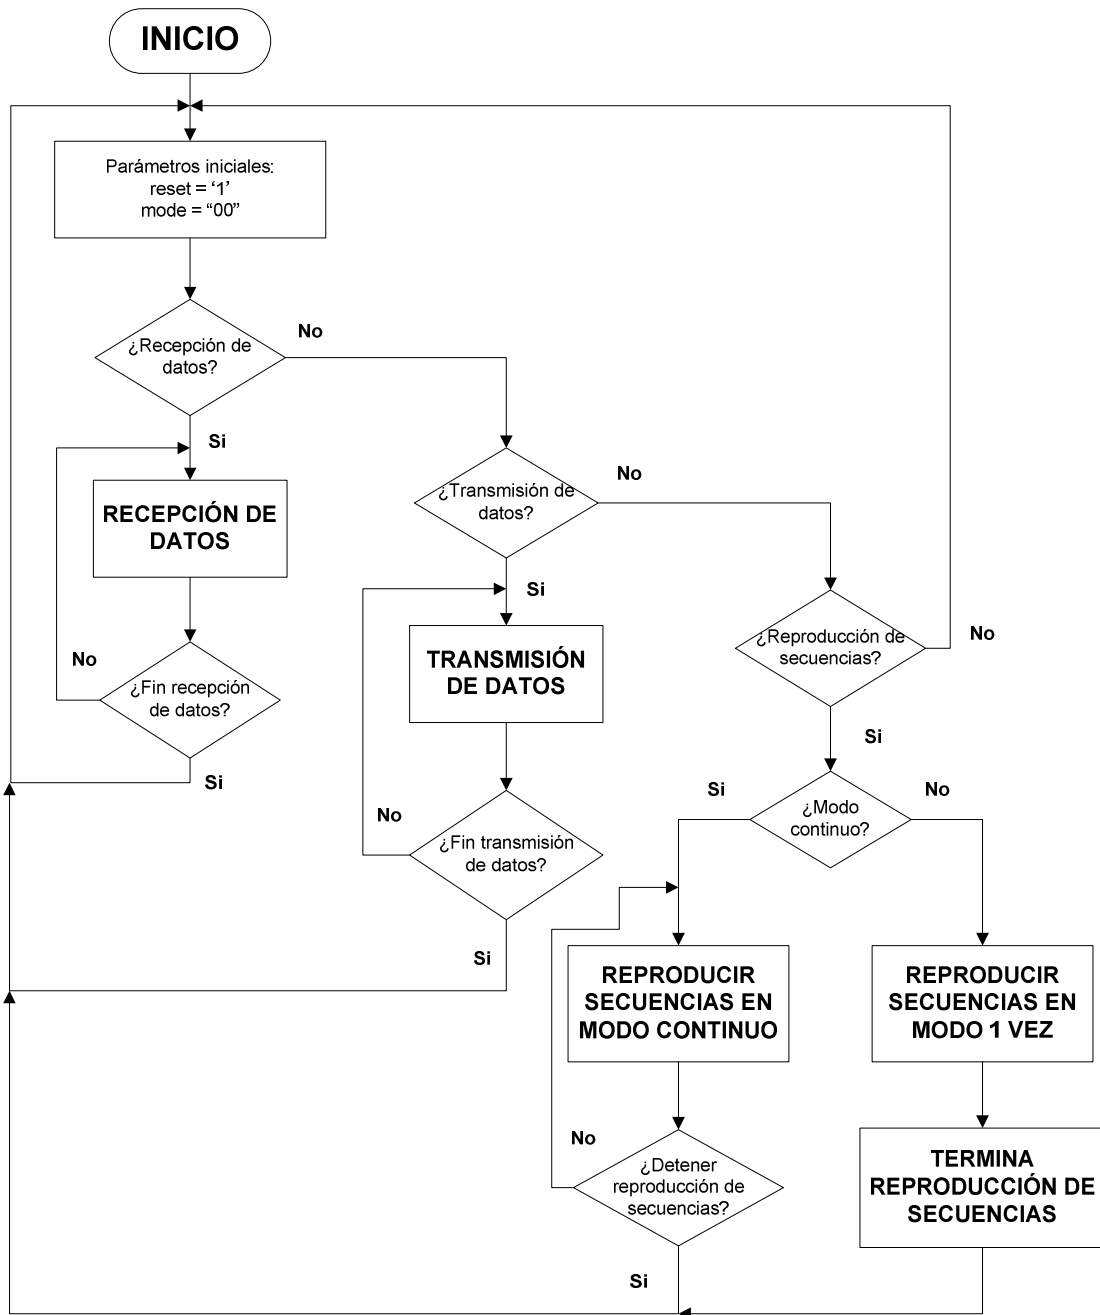 INICIO
Parámetros iniciales:
reset = ‘1’
mode = “00”
¿Recepción de
datos?
No
Si
RECEPCIÓN DE
DATOS
No
¿Fin recepción
de datos?
Si
¿Transmisión de
datos?
No
Si
TRANSMISIÓN
DE DATOS
No
¿Fin transmisión
de datos?
Si
¿Reproducción de
secuencias?
No
Si
¿Modo
continuo?
Si
No
REPRODUCIR
SECUENCIAS EN
MODO CONTINUO
No
¿Detener
reproducción de
secuencias?
Si
REPRODUCIR
SECUENCIAS EN
MODO 1 VEZ
TERMINA
REPRODUCCIÓN DE
SECUENCIAS